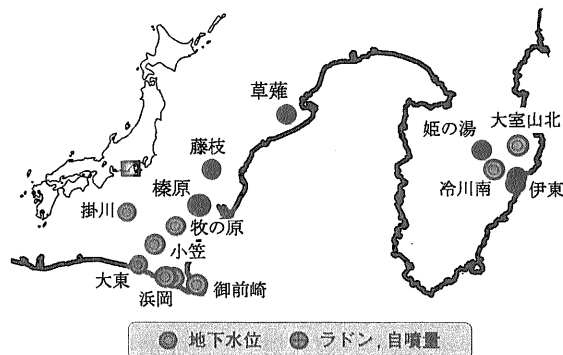 草薙
大室山北
姫の湯
藤枝
冷川南
伊東
榛原
掛川
牧の原
小笠
大東
浜岡
御前崎
地下水位
ラドン，自噴量